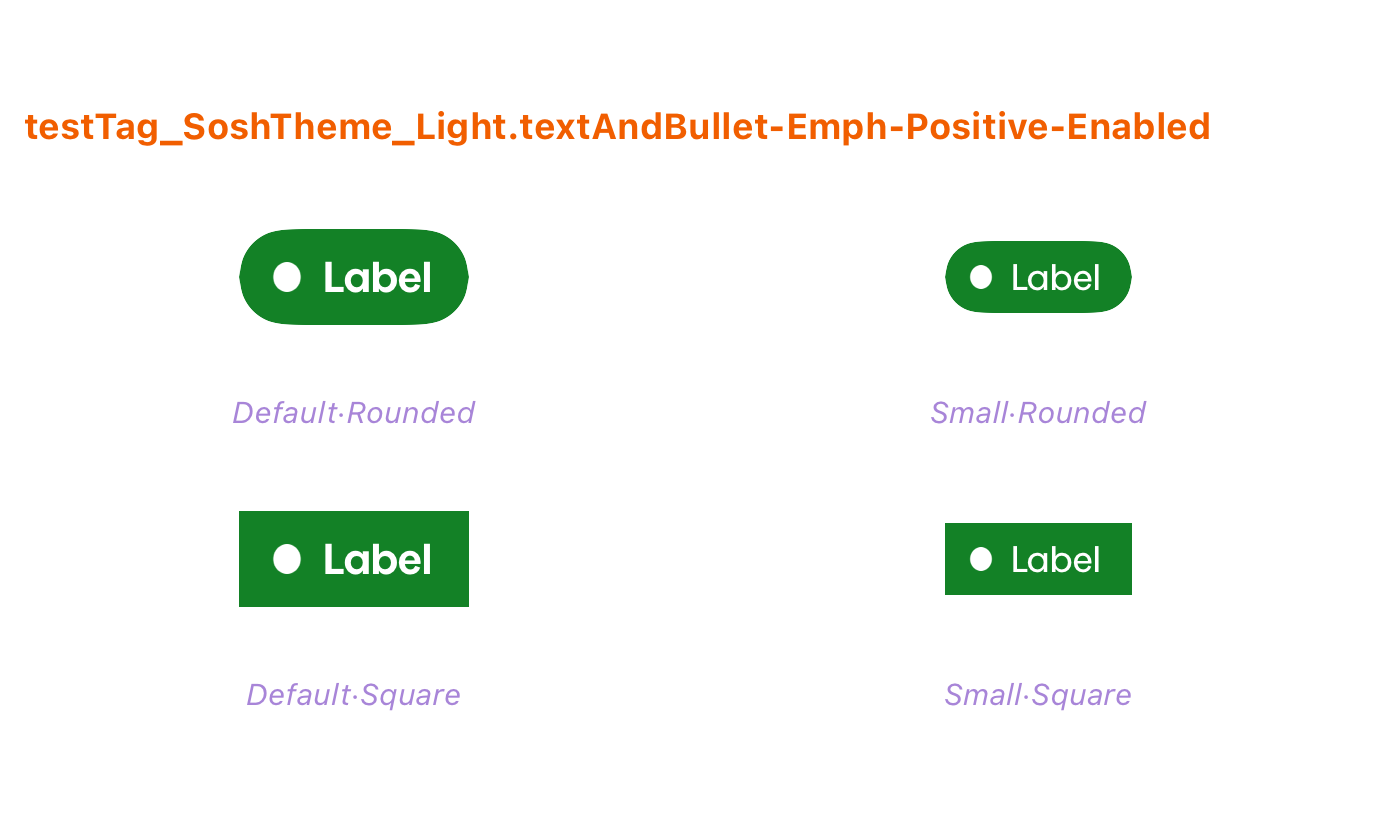 testTag_SoshTheme_Light.textAndBullet-Emph-Positive-Enabled
Label
Label
Default·Rounded
Small·Rounded
Label
Label
Default·Square
Small·Square